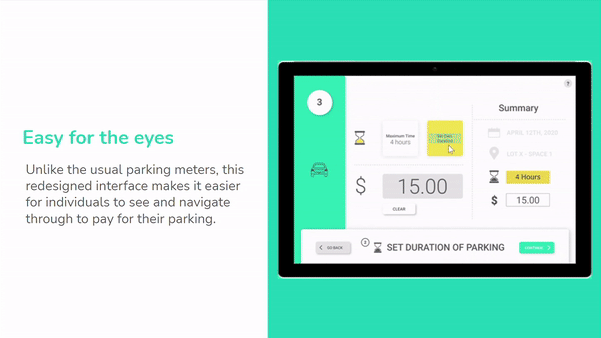 Easy for the eyes
Unlike the usual parking meters, this
redesigned interface makes it easier
for individuals to see and navigate
through to pay for their parking.
3
?
Maximum Time
4 hours
Set Own
Duration
$
15.00
CLEAR
Summary
APRIL 12TH, 2020
LOT A - SPACE 1
4 Hours
$
15.00
GO BACK
3
SET DURATION OF PARKING
CONTINUE